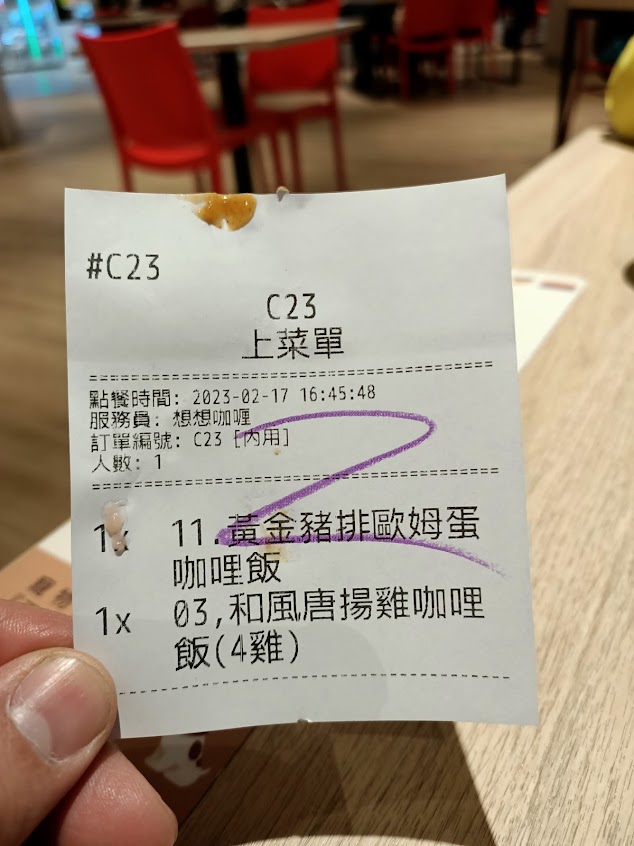 #C23
C23
上菜單
點餐時間: 2023-02-17 16:45:48
服務員: 想想咖喱
訂單編號: C23 [內用]
人數: 1
1x 11.黃金豬排歐姆蛋
咖哩飯
1x 03,和風唐揚雞咖哩
飯(4雞)